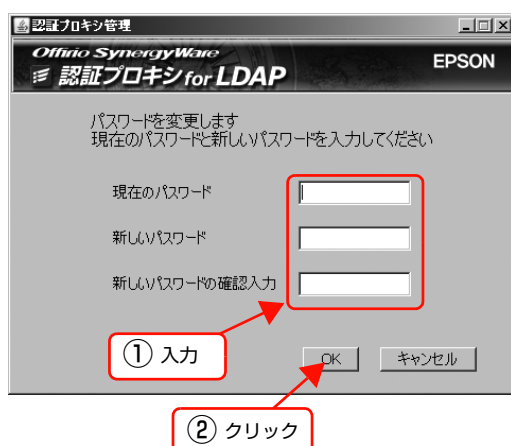 認証プロキシ管理
Offirio SynergyWare
認証プロキシ for LDAP
EPSON
パスワードを変更します
現在のパスワードと新しいパスワードを入力してください
現在のパスワード
新しいパスワード
新しいパスワードの確認入力
① 入力
OK
キャンセル
② クリック